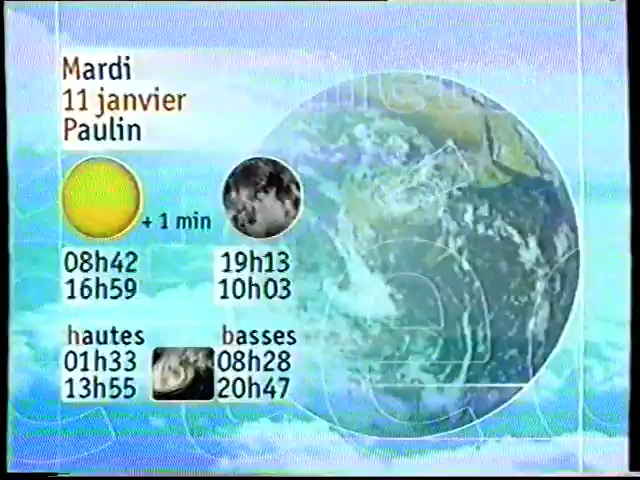 Mardi
11 janvier
Paulin
+ 1 min
08h42 19h13
16h59 10h03
hautes basses
01h33 08h28
13h55 20h47